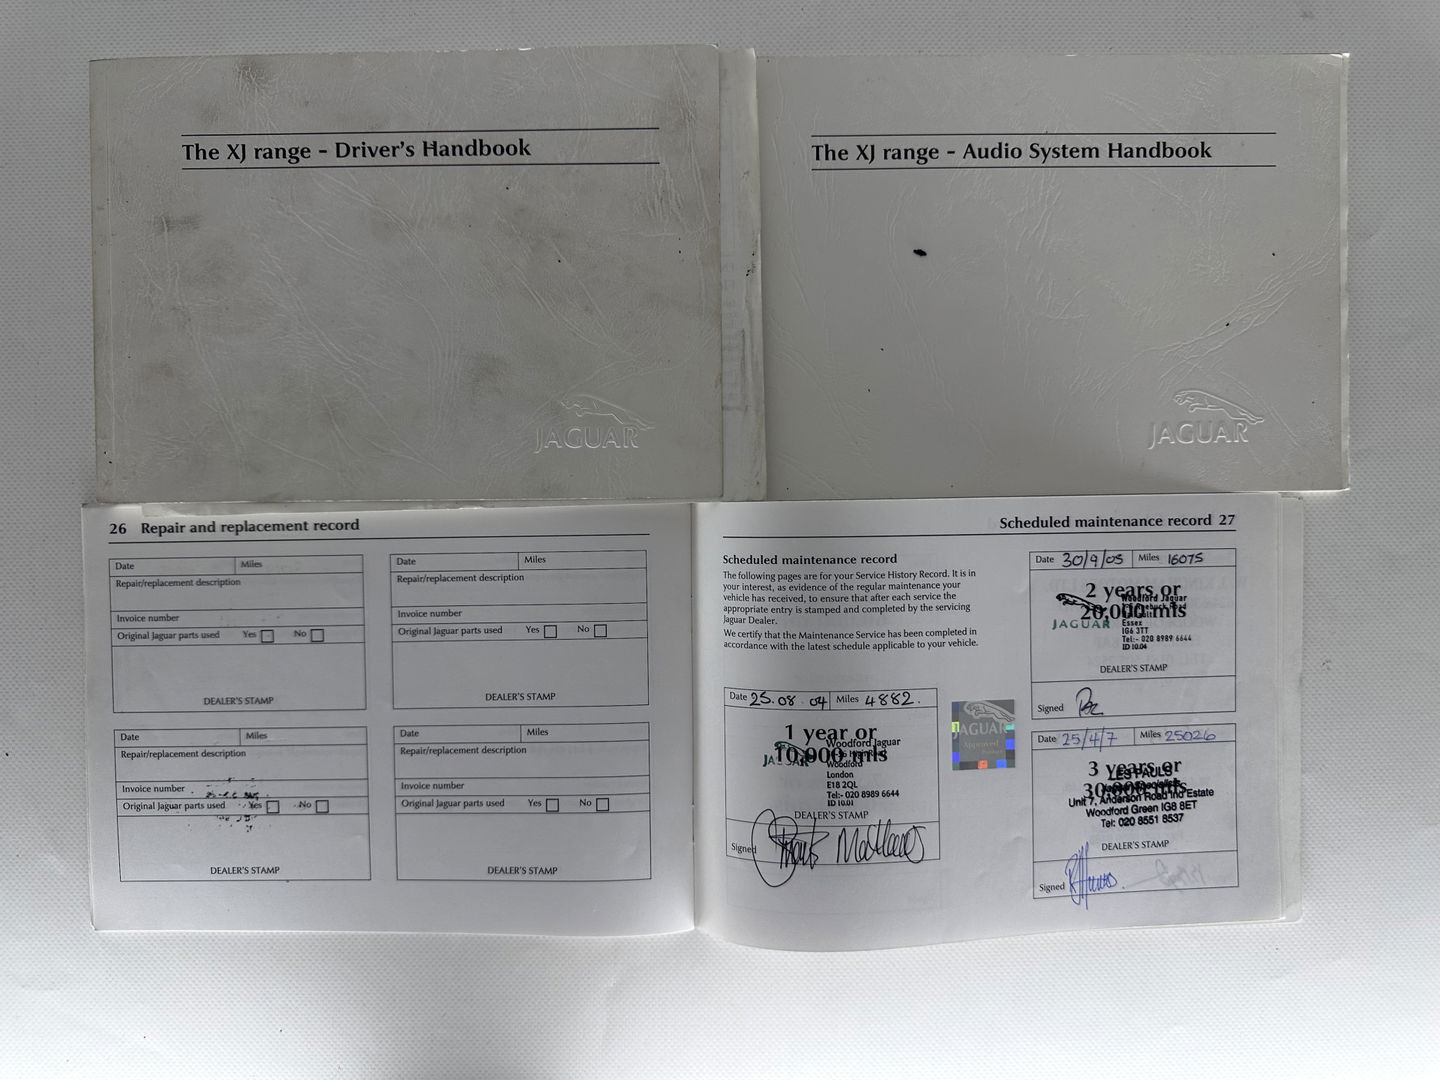 The XJ range - Driver's Handbook
JAGUAR
The XJ range - Audio System Handbook
JAGUAR
26 Repair and replacement record
Date Miles
Repair/replacement description
Invoice number
Original Jaguar parts used Yes No
DEALER'S STAMP
Date Miles
Repair/replacement description
Invoice number
Original Jaguar parts used Yes No
DEALER'S STAMP
Date Miles
Repair/replacement description
Invoice number
Original Jaguar parts used Yes No
DEALER'S STAMP
Date Miles
Repair/replacement description
Invoice number
Original Jaguar parts used Yes No
DEALER'S STAMP
Scheduled maintenance record 27
Scheduled maintenance record
The following pages are for your Service History Record. It is in
your interest, as evidence of the regular maintenance your
vehicle has received, to ensure that after each service the
appropriate entry is stamped and completed by the servicing
Jaguar Dealer.
We certify that the Maintenance Service has been completed in
accordance with the latest schedule applicable to your vehicle.
Date 25.08.04 Miles 4882.
1 year or
10,000 mls
JAGUAR
Woodford Jaguar
Woodford
London
E18 2QL
Tel:- 020 8989 6644
ID 10.01
DEALER'S STAMP
Signed
JAGUAR
Approved
Date 30/9/05 Miles 16075
2 years or
20,000 mls
JAGUAR
Woodford Jaguar
Essex
IG6 3TT
Tel:- 020 8989 6644
ID 10.04
DEALER'S STAMP
Signed
Date 25/4/7 Miles 25026
3 years or
30,000 mls
LES PAULS
Unit 7, Anderson Road Ind Estate
Woodford Green IG8 8ET
Tel: 020 8551 8537
DEALER'S STAMP
Signed